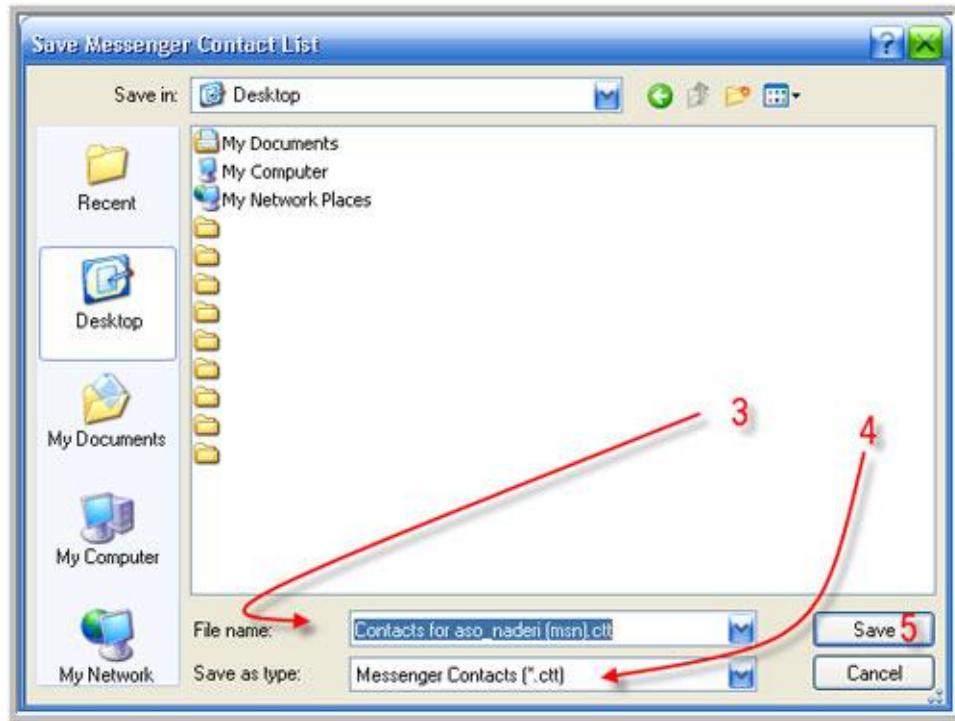 Save Messenger Contact List
Save in:
Desktop
My Documents
My Computer
My Network Places
Recent
Desktop
My Documents
My Computer
My Network
3
4
File name:
Contacts for aso_naderi (msn).ctt
Save 5
Save as type:
Messenger Contacts (*.ctt)
Cancel